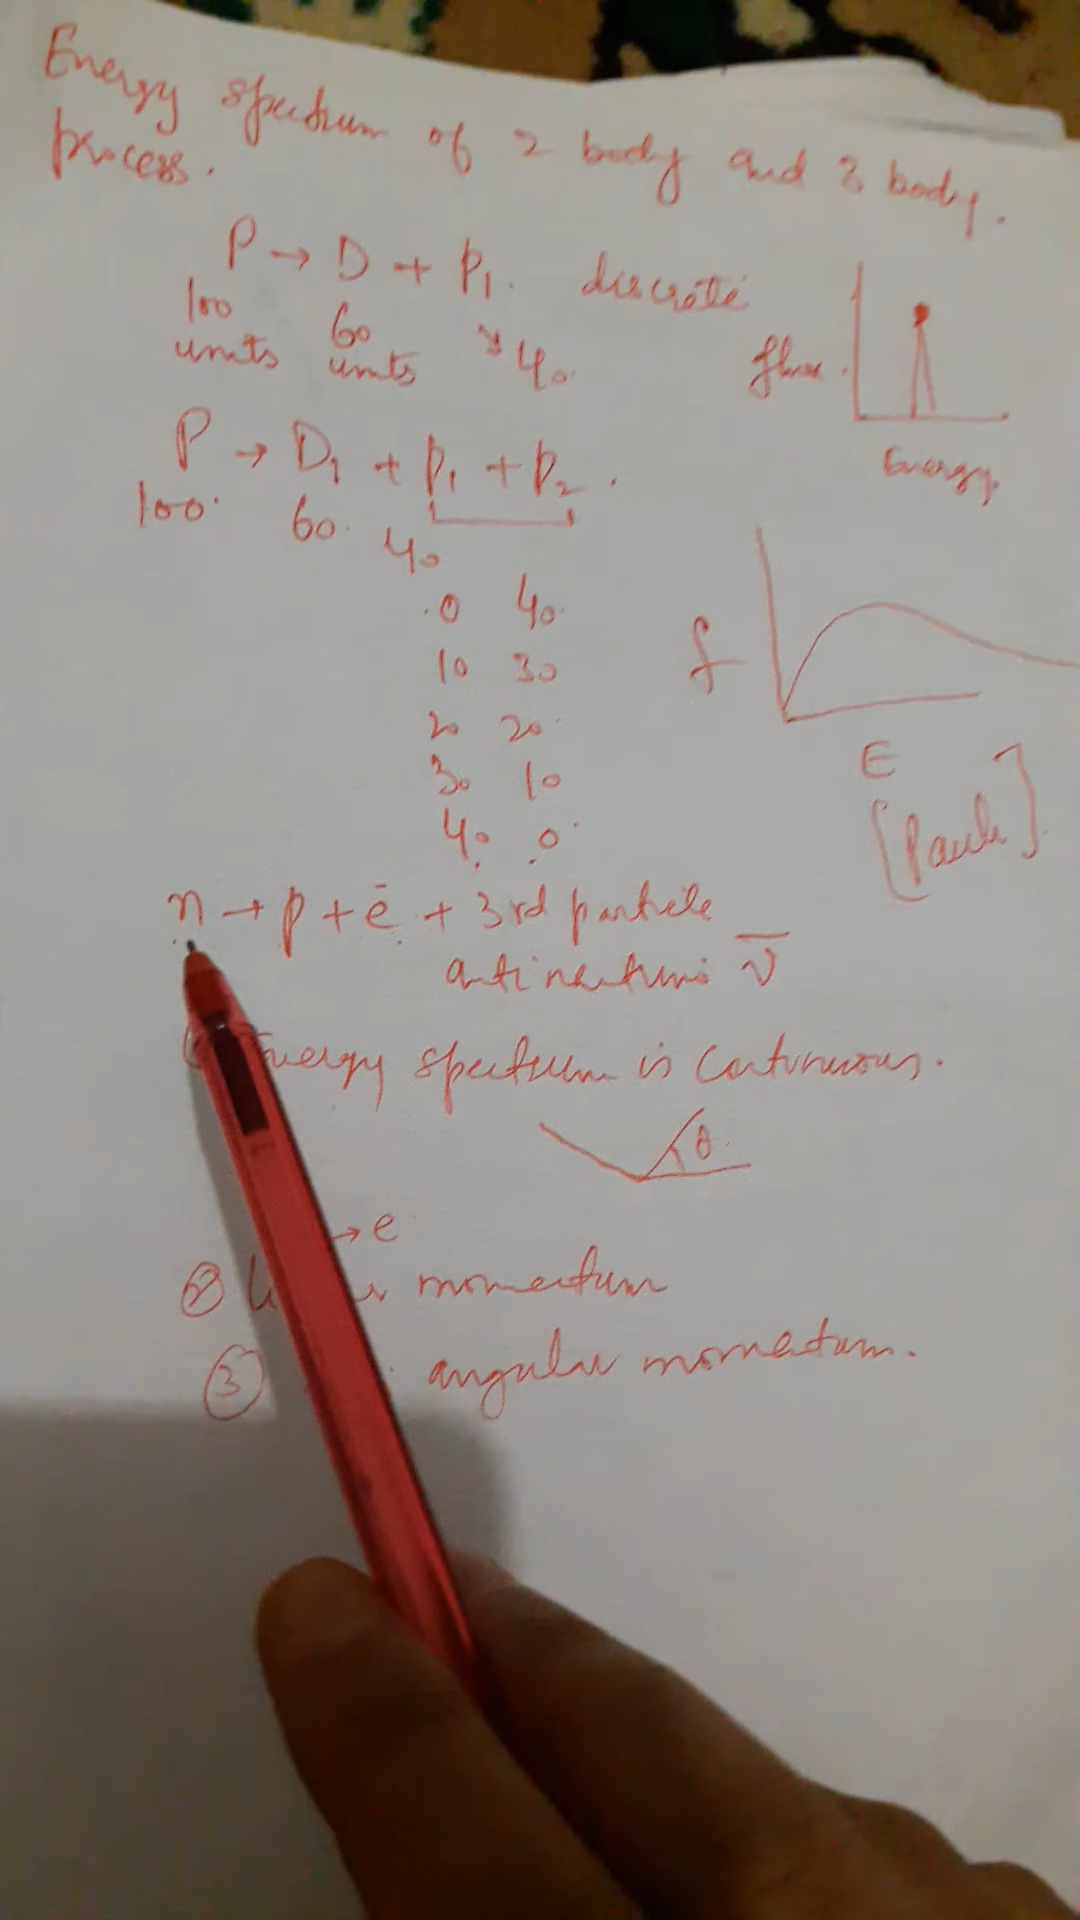 Energy spectrum of 2 body and 3 body.
process.
P → D + P₁. discrete
100 60 ↘ 40
units units
flux.
Energy.
P → D₁ + P₁ + P₂.
100. 60. 40
0 40.
10 30
20 20
30 10
40 0
f
E
[Pauli]
n → p + ē + 3rd particle
antineutrino ν̅
Energy spectrum is continuous.
θ
→ e
② momentum
③ angular momentum.